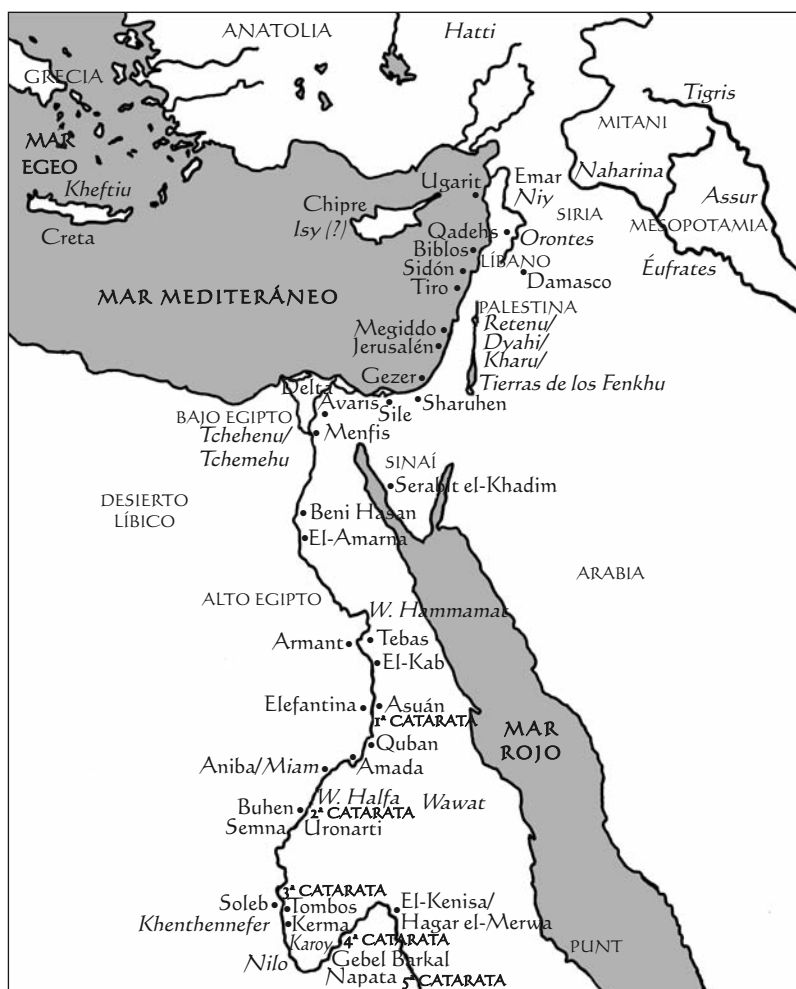 ANATOLIA
Hatti
GRECIA
Tigris
MITANI
MAR
EGEO
Kheftiu
Creta
Ugarit
Emar
Niy
Naharina
Assur
Chipre
Isy (?)
SIRIA
MESOPOTAMIA
Qadehs
Orontes
Biblos
LÍBANO
Sidón
Éufrates
Damasco
Tiro
MAR MEDITERÁNEO
PALESTINA
Retenu/
Dyahi/
Kharu/
Tierras de los Fenkhu
Megiddo
Jerusalén
Gezer
Delta
Avaris
Sile
Sharuhen
BAJO EGIPTO
Tchehenu/
Tchemehu
Menfis
SINAÍ
Serabit el-Khadim
DESIERTO
LÍBICO
Beni Hasan
El-Amarna
ARABIA
ALTO EGIPTO
W. Hammamat
Armant
Tebas
El-Kab
Elefantina
Asuán
1ª CATARATA
MAR
ROJO
Quban
Amada
Aniba/Miam
W. Halfa
Wawat
Buhen
2ª CATARATA
Semna
Uronarti
3ª CATARATA
Soleb
Tombos
El-Kenisa/
Hagar el-Merwa
Khenthennefer
Kerma
Karoy
4ª CATARATA
PUNT
Nilo
Gebel Barkal
Napata
5ª CATARATA